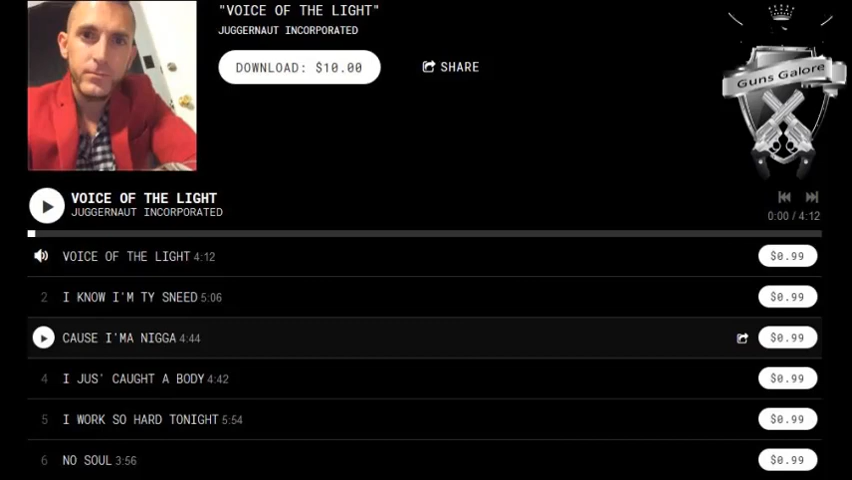 "VOICE OF THE LIGHT"
JUGGERNAUT INCORPORATED
DOWNLOAD: $10.00
SHARE
Guns Galore
VOICE OF THE LIGHT
JUGGERNAUT INCORPORATED
0:00 / 4:12
VOICE OF THE LIGHT 4:12 $0.99
2 I KNOW I'M TY SNEED 5:06 $0.99
CAUSE I'MA NIGGA 4:44 $0.99
4 I JUS' CAUGHT A BODY 4:42 $0.99
5 I WORK SO HARD TONIGHT 5:54 $0.99
6 NO SOUL 3:56 $0.99